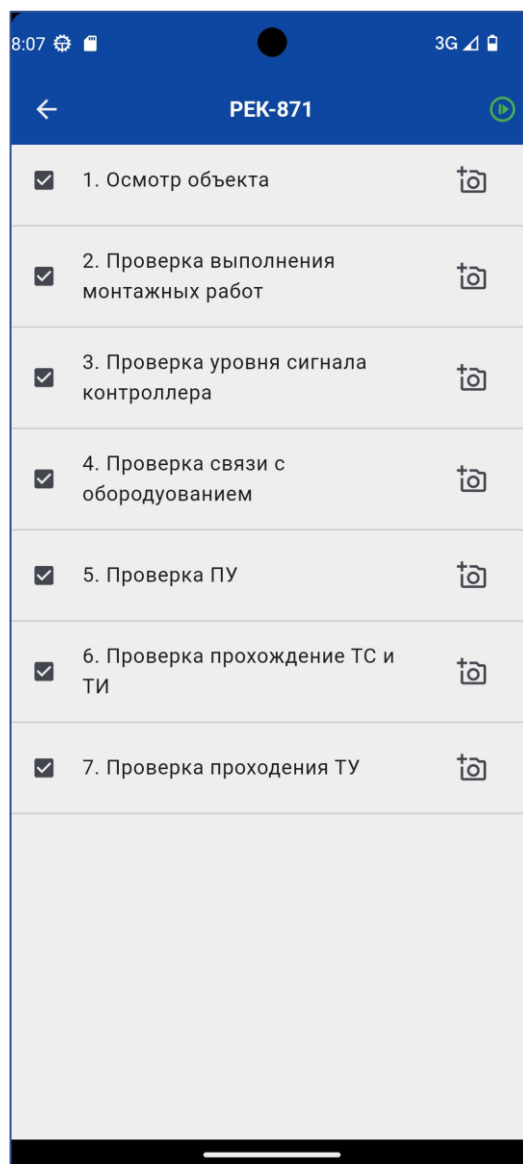 8:07
3G
РЕК-871
1. Осмотр объекта
2. Проверка выполнения
монтажных работ
3. Проверка уровня сигнала
контроллера
4. Проверка связи с
обородуованием
5. Проверка ПУ
6. Проверка прохождение ТС и
ТИ
7. Проверка проходения ТУ